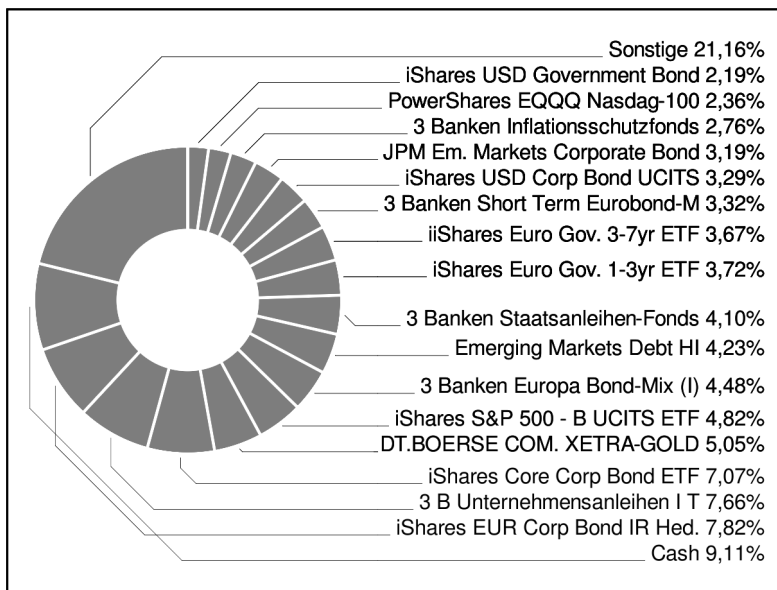 Sonstige 21,16%
iShares USD Government Bond 2,19%
PowerShares EQQQ Nasdag-100 2,36%
3 Banken Inflationsschutzfonds 2,76%
JPM Em. Markets Corporate Bond 3,19%
iShares USD Corp Bond UCITS 3,29%
3 Banken Short Term Eurobond-M 3,32%
iiShares Euro Gov. 3-7yr ETF 3,67%
iShares Euro Gov. 1-3yr ETF 3,72%
3 Banken Staatsanleihen-Fonds 4,10%
Emerging Markets Debt HI 4,23%
3 Banken Europa Bond-Mix (I) 4,48%
iShares S&P 500 - B UCITS ETF 4,82%
DT.BOERSE COM. XETRA-GOLD 5,05%
iShares Core Corp Bond ETF 7,07%
3 B Unternehmensanleihen I T 7,66%
iShares EUR Corp Bond IR Hed. 7,82%
Cash 9,11%